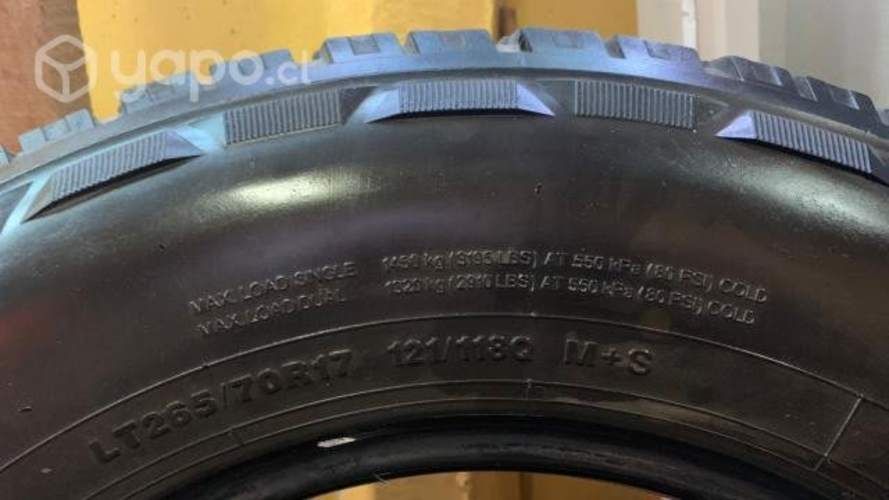 yapo.cl
MAX. LOAD SINGLE 1450 kg (3195 LBS) AT 550 kPa (80 PSI) COLD
MAX. LOAD DUAL 1320 kg (2910 LBS) AT 550 kPa (80 PSI) COLD
LT265/70R17 121/118Q M+S